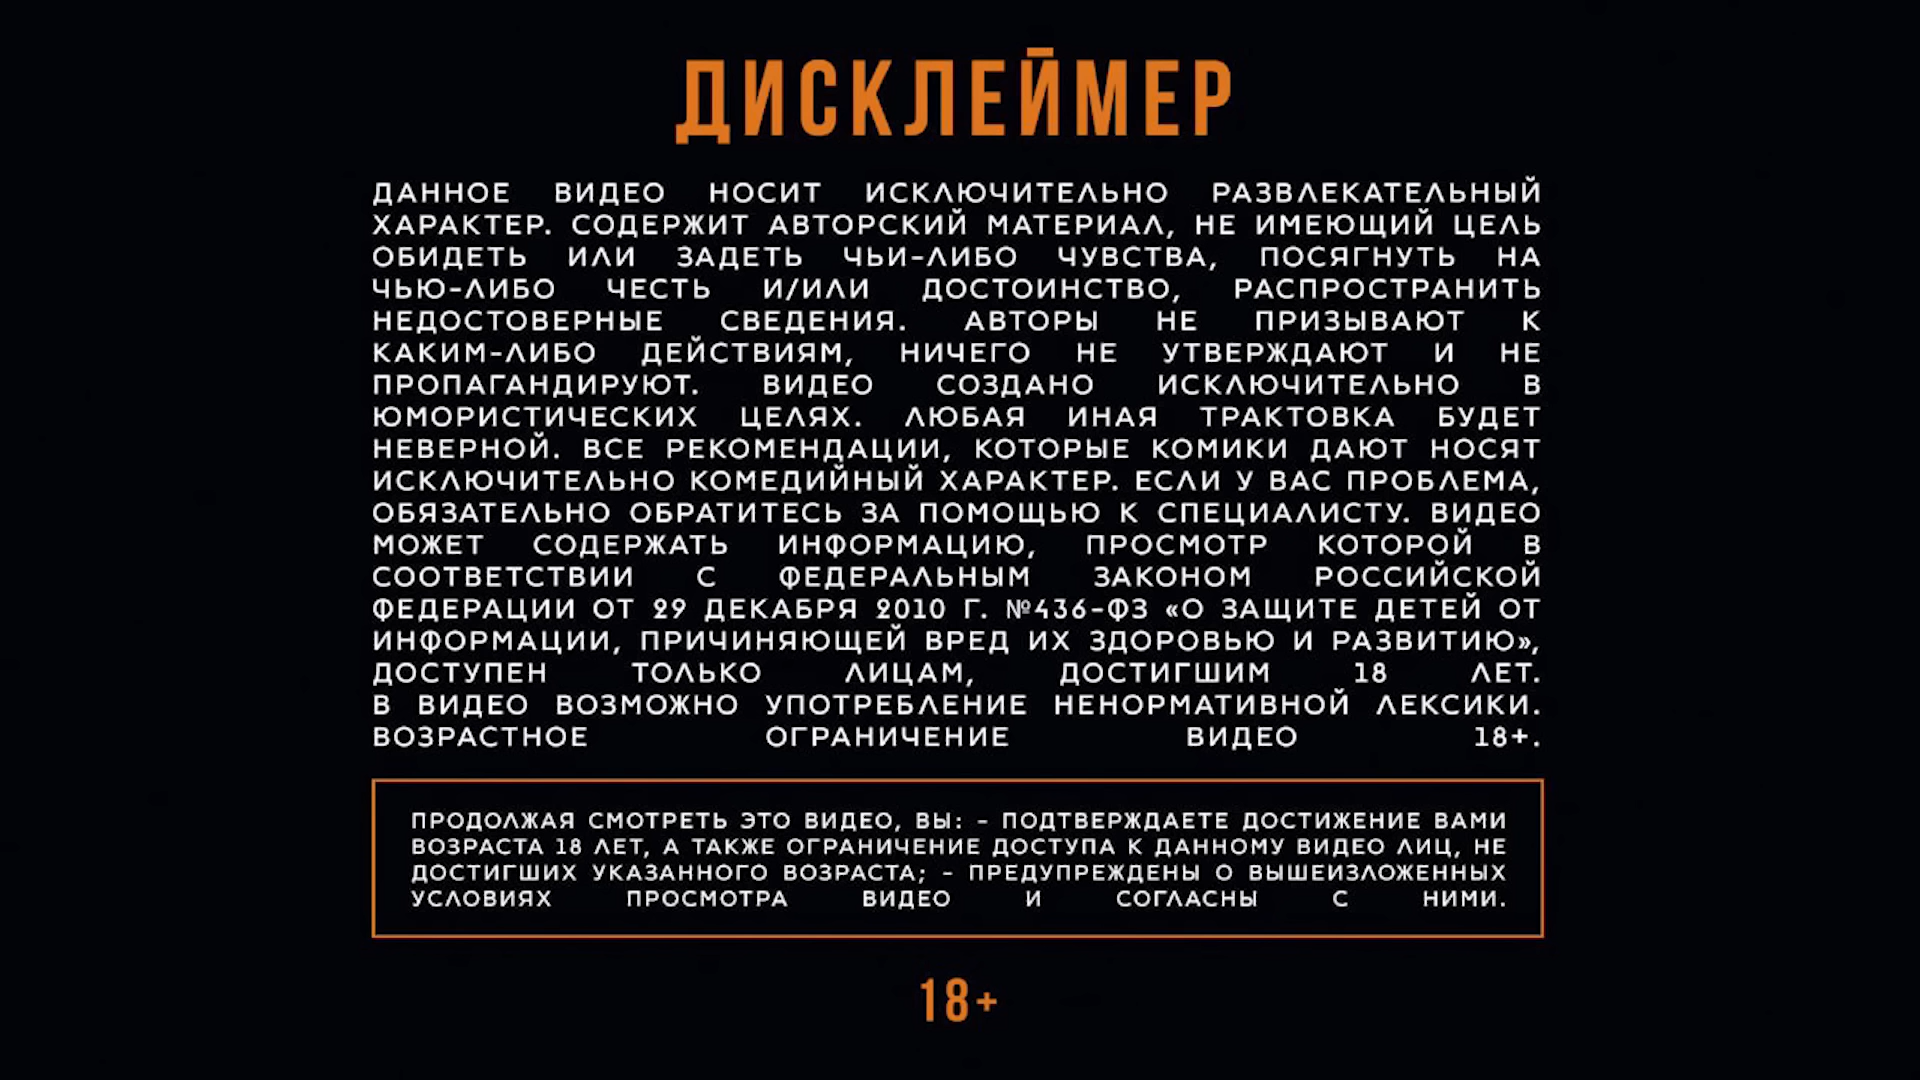 ДИСКЛЕЙМЕР
ДАННОЕ ВИДЕО НОСИТ ИСКЛЮЧИТЕЛЬНО РАЗВЛЕКАТЕЛЬНЫЙ
ХАРАКТЕР. СОДЕРЖИТ АВТОРСКИЙ МАТЕРИАЛ, НЕ ИМЕЮЩИЙ ЦЕЛЬ
ОБИДЕТЬ ИЛИ ЗАДЕТЬ ЧЬИ-ЛИБО ЧУВСТВА, ПОСЯГНУТЬ НА
ЧЬЮ-ЛИБО ЧЕСТЬ И/ИЛИ ДОСТОИНСТВО, РАСПРОСТРАНИТЬ
НЕДОСТОВЕРНЫЕ СВЕДЕНИЯ. АВТОРЫ НЕ ПРИЗЫВАЮТ К
КАКИМ-ЛИБО ДЕЙСТВИЯМ, НИЧЕГО НЕ УТВЕРЖДАЮТ И НЕ
ПРОПАГАНДИРУЮТ. ВИДЕО СОЗДАНО ИСКЛЮЧИТЕЛЬНО В
ЮМОРИСТИЧЕСКИХ ЦЕЛЯХ. ЛЮБАЯ ИНАЯ ТРАКТОВКА БУДЕТ
НЕВЕРНОЙ. ВСЕ РЕКОМЕНДАЦИИ, КОТОРЫЕ КОМИКИ ДАЮТ НОСЯТ
ИСКЛЮЧИТЕЛЬНО КОМЕДИЙНЫЙ ХАРАКТЕР. ЕСЛИ У ВАС ПРОБЛЕМА,
ОБЯЗАТЕЛЬНО ОБРАТИТЕСЬ ЗА ПОМОЩЬЮ К СПЕЦИАЛИСТУ. ВИДЕО
МОЖЕТ СОДЕРЖАТЬ ИНФОРМАЦИЮ, ПРОСМОТР КОТОРОЙ В
СООТВЕТСТВИИ С ФЕДЕРАЛЬНЫМ ЗАКОНОМ РОССИЙСКОЙ
ФЕДЕРАЦИИ ОТ 29 ДЕКАБРЯ 2010 Г. №436-ФЗ «О ЗАЩИТЕ ДЕТЕЙ ОТ
ИНФОРМАЦИИ, ПРИЧИНЯЮЩЕЙ ВРЕД ИХ ЗДОРОВЬЮ И РАЗВИТИЮ»,
ДОСТУПЕН ТОЛЬКО ЛИЦАМ, ДОСТИГШИМ 18 ЛЕТ.
В ВИДЕО ВОЗМОЖНО УПОТРЕБЛЕНИЕ НЕНОРМАТИВНОЙ ЛЕКСИКИ.
ВОЗРАСТНОЕ ОГРАНИЧЕНИЕ ВИДЕО 18+.
ПРОДОЛЖАЯ СМОТРЕТЬ ЭТО ВИДЕО, ВЫ: - ПОДТВЕРЖДАЕТЕ ДОСТИЖЕНИЕ ВАМИ
ВОЗРАСТА 18 ЛЕТ, А ТАКЖЕ ОГРАНИЧЕНИЕ ДОСТУПА К ДАННОМУ ВИДЕО ЛИЦ, НЕ
ДОСТИГШИХ УКАЗАННОГО ВОЗРАСТА; - ПРЕДУПРЕЖДЕНЫ О ВЫШЕИЗЛОЖЕННЫХ
УСЛОВИЯХ ПРОСМОТРА ВИДЕО И СОГЛАСНЫ С НИМИ.
18+